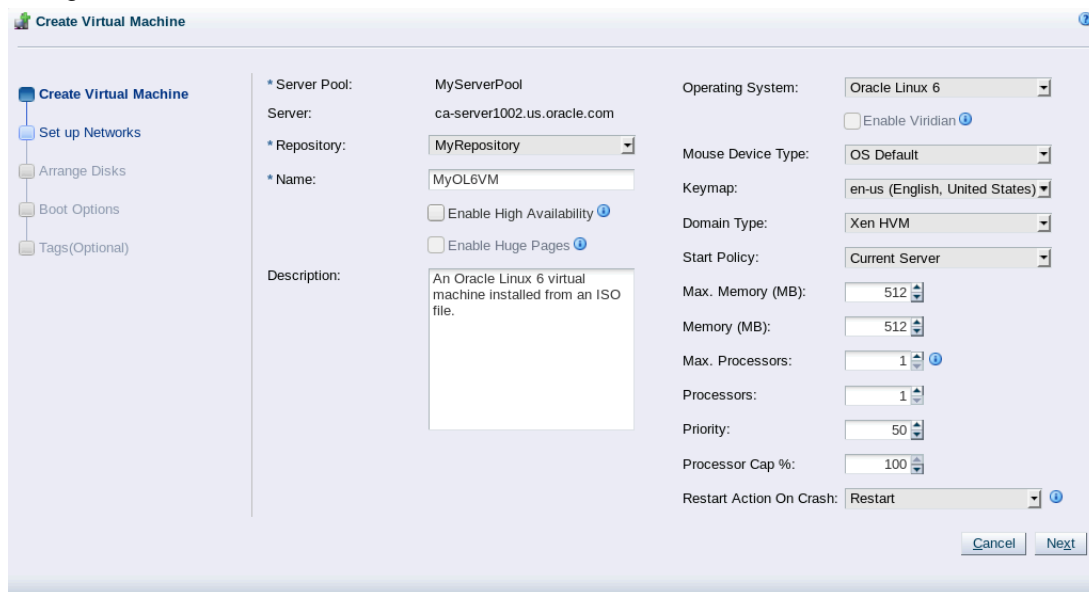 Create Virtual Machine
Create Virtual Machine
Set up Networks
Arrange Disks
Boot Options
Tags(Optional)
* Server Pool: MyServerPool
Server: ca-server1002.us.oracle.com
* Repository: MyRepository
* Name: MyOL6VM
Enable High Availability
Enable Huge Pages
Description: An Oracle Linux 6 virtual
machine installed from an ISO
file.
Operating System: Oracle Linux 6
Enable Viridian
Mouse Device Type: OS Default
Keymap: en-us (English, United States)
Domain Type: Xen HVM
Start Policy: Current Server
Max. Memory (MB): 512
Memory (MB): 512
Max. Processors: 1
Processors: 1
Priority: 50
Processor Cap %: 100
Restart Action On Crash: Restart
Cancel Next